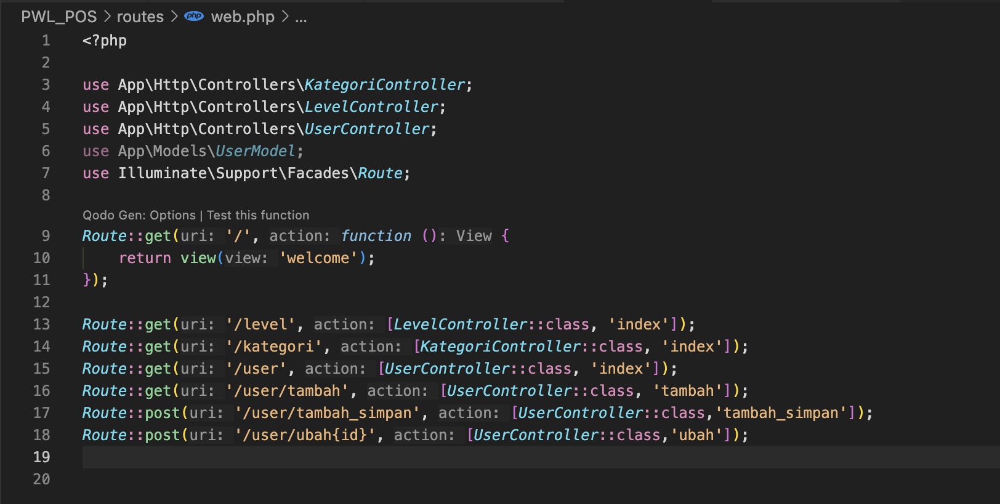 PWL_POS > routes > php web.php > ...
1 <?php
2
3 use App\Http\Controllers\KategoriController;
4 use App\Http\Controllers\LevelController;
5 use App\Http\Controllers\UserController;
6 use App\Models\UserModel;
7 use Illuminate\Support\Facades\Route;
8
Qodo Gen: Options | Test this function
9 Route::get(uri: '/', action: function (): View {
10     return view(view: 'welcome');
11 });
12
13 Route::get(uri: '/level', action: [LevelController::class, 'index']);
14 Route::get(uri: '/kategori', action: [KategoriController::class, 'index']);
15 Route::get(uri: '/user', action: [UserController::class, 'index']);
16 Route::get(uri: '/user/tambah', action: [UserController::class, 'tambah']);
17 Route::post(uri: '/user/tambah_simpan', action: [UserController::class,'tambah_simpan']);
18 Route::post(uri: '/user/ubah{id}', action: [UserController::class,'ubah']);
19
20